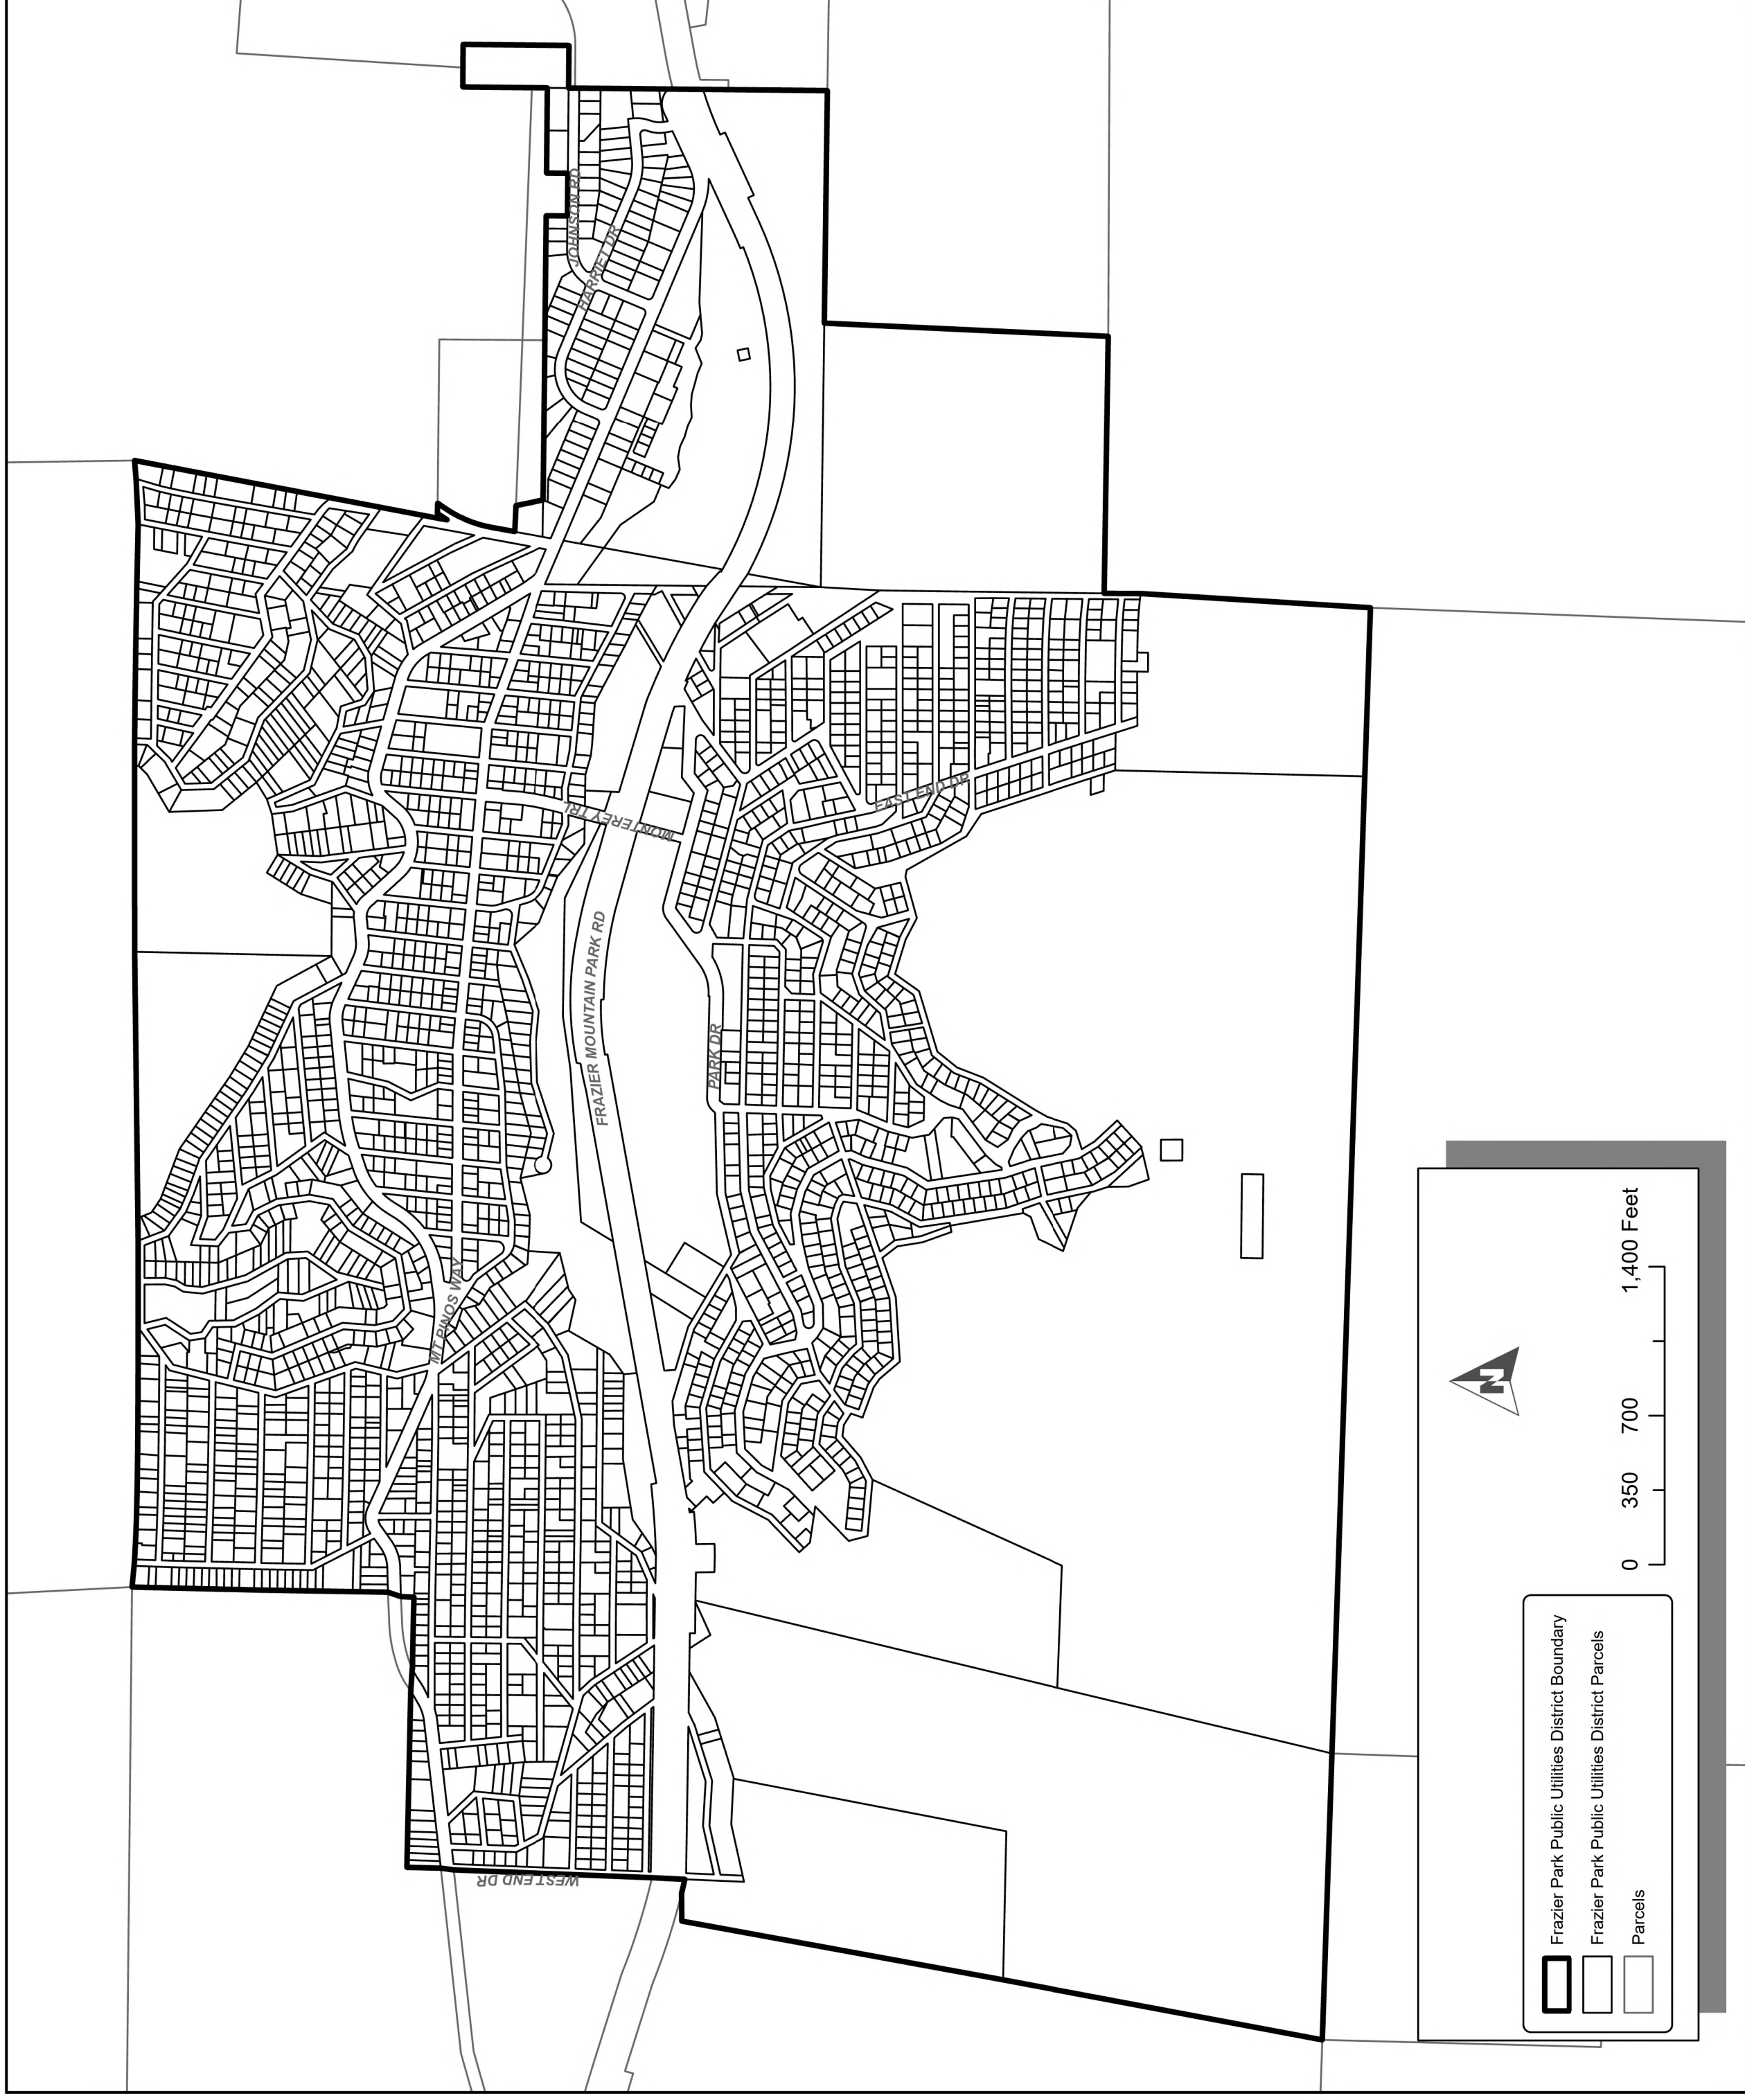 JOHNSON RD
HARRIET DR
MONTEREY TRL
EAST END DR
FRAZIER MOUNTAIN PARK RD
PARK DR
MT PINOS WAY
WEST END DR
N
0 350 700 1,400 Feet
Frazier Park Public Utilities District Boundary
Frazier Park Public Utilities District Parcels
Parcels